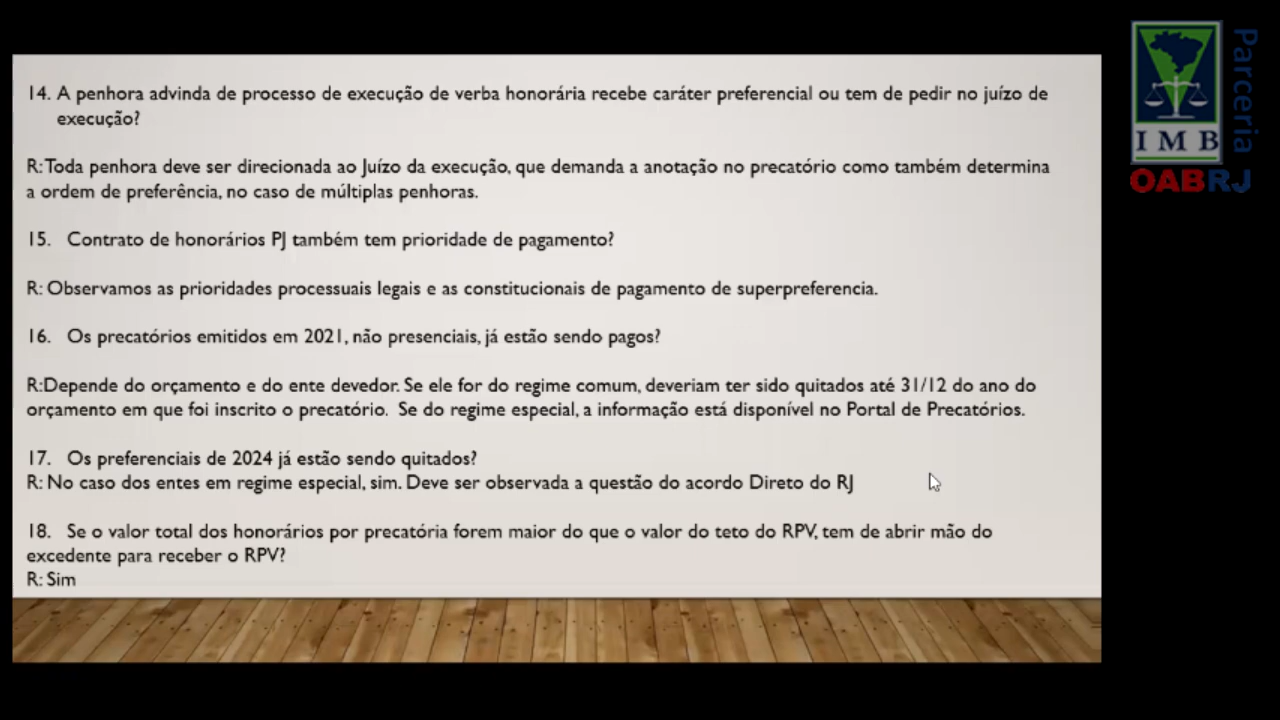 14. A penhora advinda de processo de execução de verba honorária recebe caráter preferencial ou tem de pedir no juízo de
execução?
R:Toda penhora deve ser direcionada ao Juízo da execução, que demanda a anotação no precatório como também determina
a ordem de preferência, no caso de múltiplas penhoras.
15. Contrato de honorários PJ também tem prioridade de pagamento?
R: Observamos as prioridades processuais legais e as constitucionais de pagamento de superpreferencia.
16. Os precatórios emitidos em 2021, não presenciais, já estão sendo pagos?
R:Depende do orçamento e do ente devedor. Se ele for do regime comum, deveriam ter sido quitados até 31/12 do ano do
orçamento em que foi inscrito o precatório. Se do regime especial, a informação está disponível no Portal de Precatórios.
17. Os preferenciais de 2024 já estão sendo quitados?
R: No caso dos entes em regime especial, sim. Deve ser observada a questão do acordo Direto do RJ
18. Se o valor total dos honorários por precatória forem maior do que o valor do teto do RPV, tem de abrir mão do
excedente para receber o RPV?
R: Sim
IMB
Parceria
OABRJ